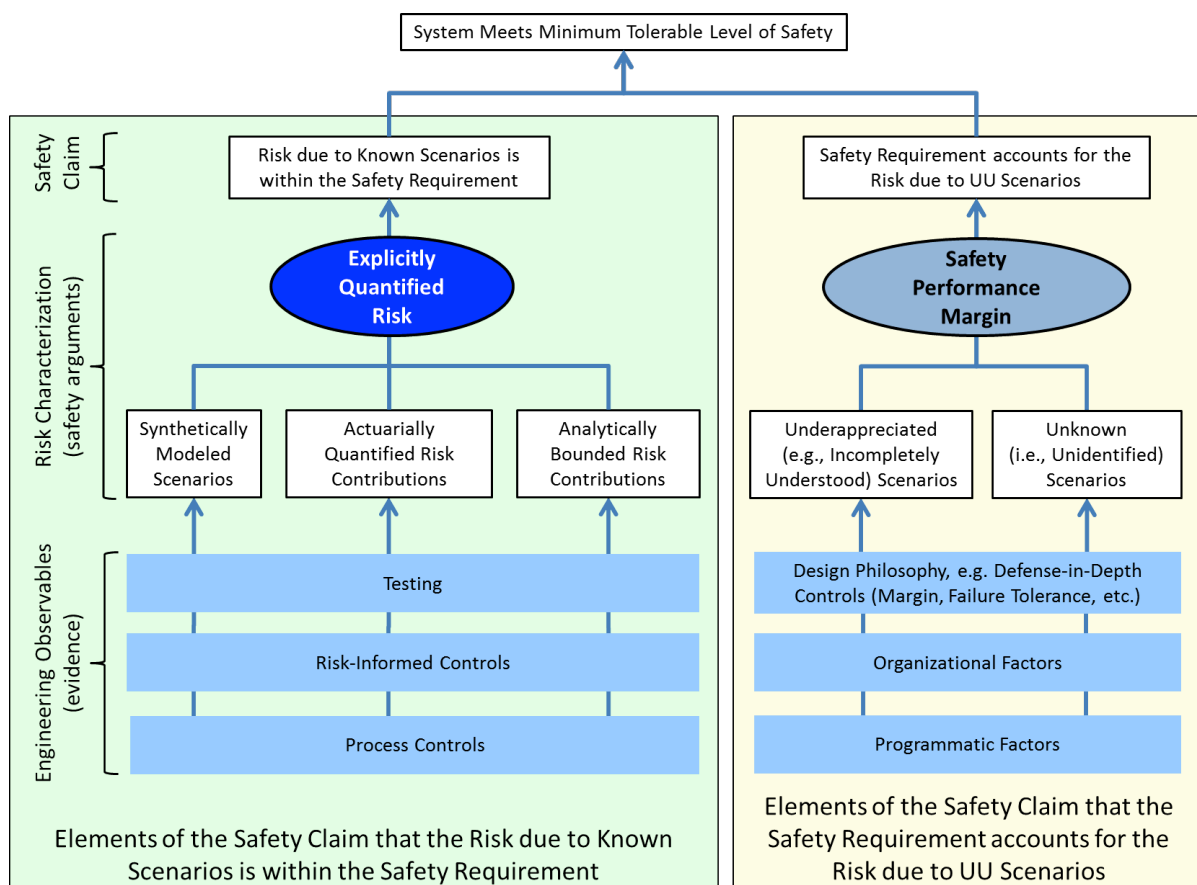 System Meets Minimum Tolerable Level of Safety
Safety
Claim
Risk due to Known Scenarios is
within the Safety Requirement
Safety Requirement accounts for the
Risk due to UU Scenarios
Risk Characterization
(safety arguments)
Explicitly
Quantified
Risk
Safety
Performance
Margin
Synthetically
Modeled
Scenarios
Actuarially
Quantified Risk
Contributions
Analytically
Bounded Risk
Contributions
Underappreciated
(e.g., Incompletely
Understood) Scenarios
Unknown
(i.e., Unidentified)
Scenarios
Engineering Observables
(evidence)
Testing
Risk-Informed Controls
Process Controls
Design Philosophy, e.g. Defense-in-Depth
Controls (Margin, Failure Tolerance, etc.)
Organizational Factors
Programmatic Factors
Elements of the Safety Claim that the Risk due to Known
Scenarios is within the Safety Requirement
Elements of the Safety Claim that the
Safety Requirement accounts for the
Risk due to UU Scenarios